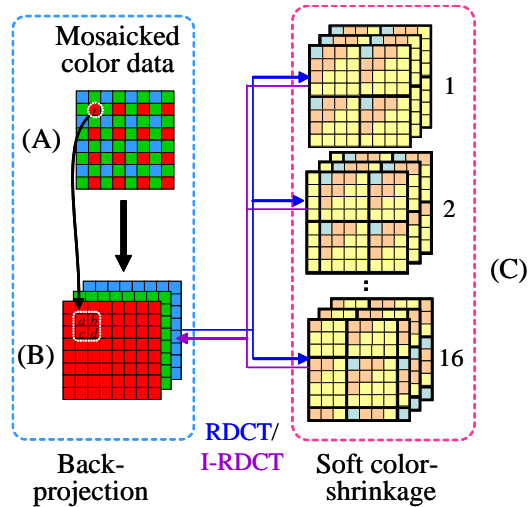 Mosaicked
color data
(A)
r
1
2
(C)
:
a b
c d
(B)
16
RDCT/
I-RDCT
Back-
projection
Soft color-
shrinkage